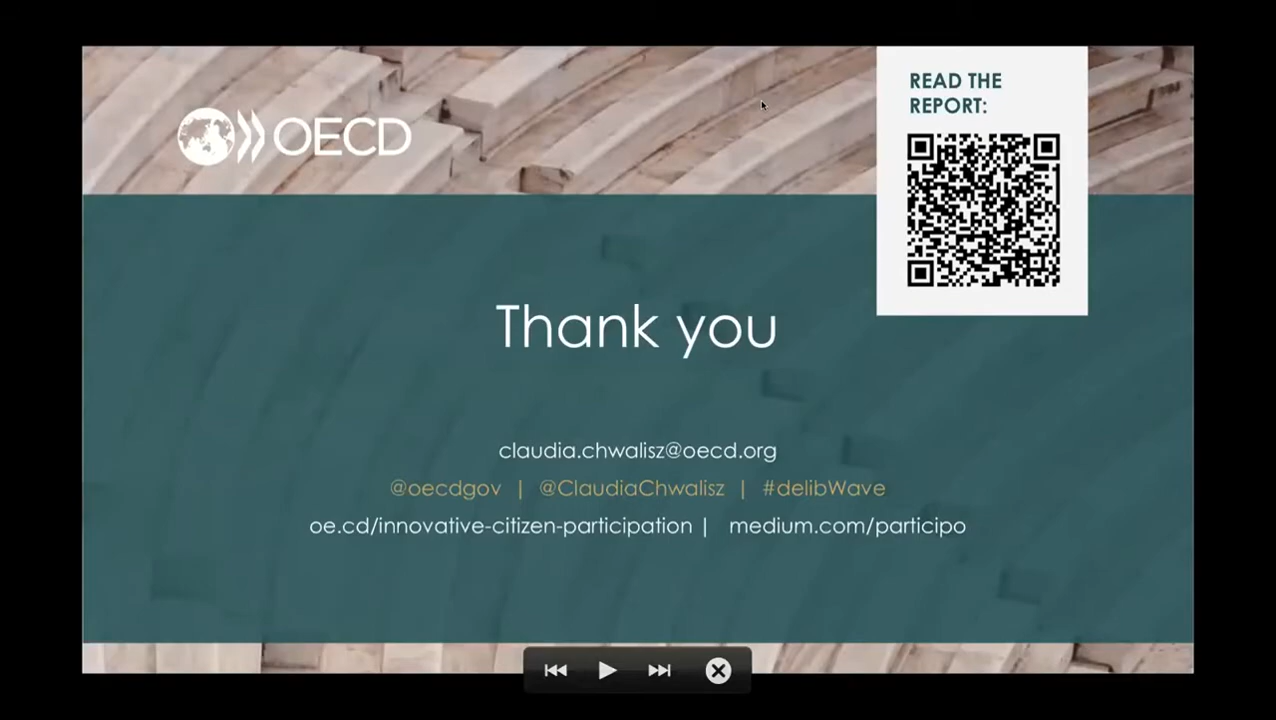 OECD
READ THE
REPORT:
Thank you
claudia.chwalisz@oecd.org
@oecdgov | @ClaudiaChwalisz | #delibWave
oe.cd/innovative-citizen-participation | medium.com/participo